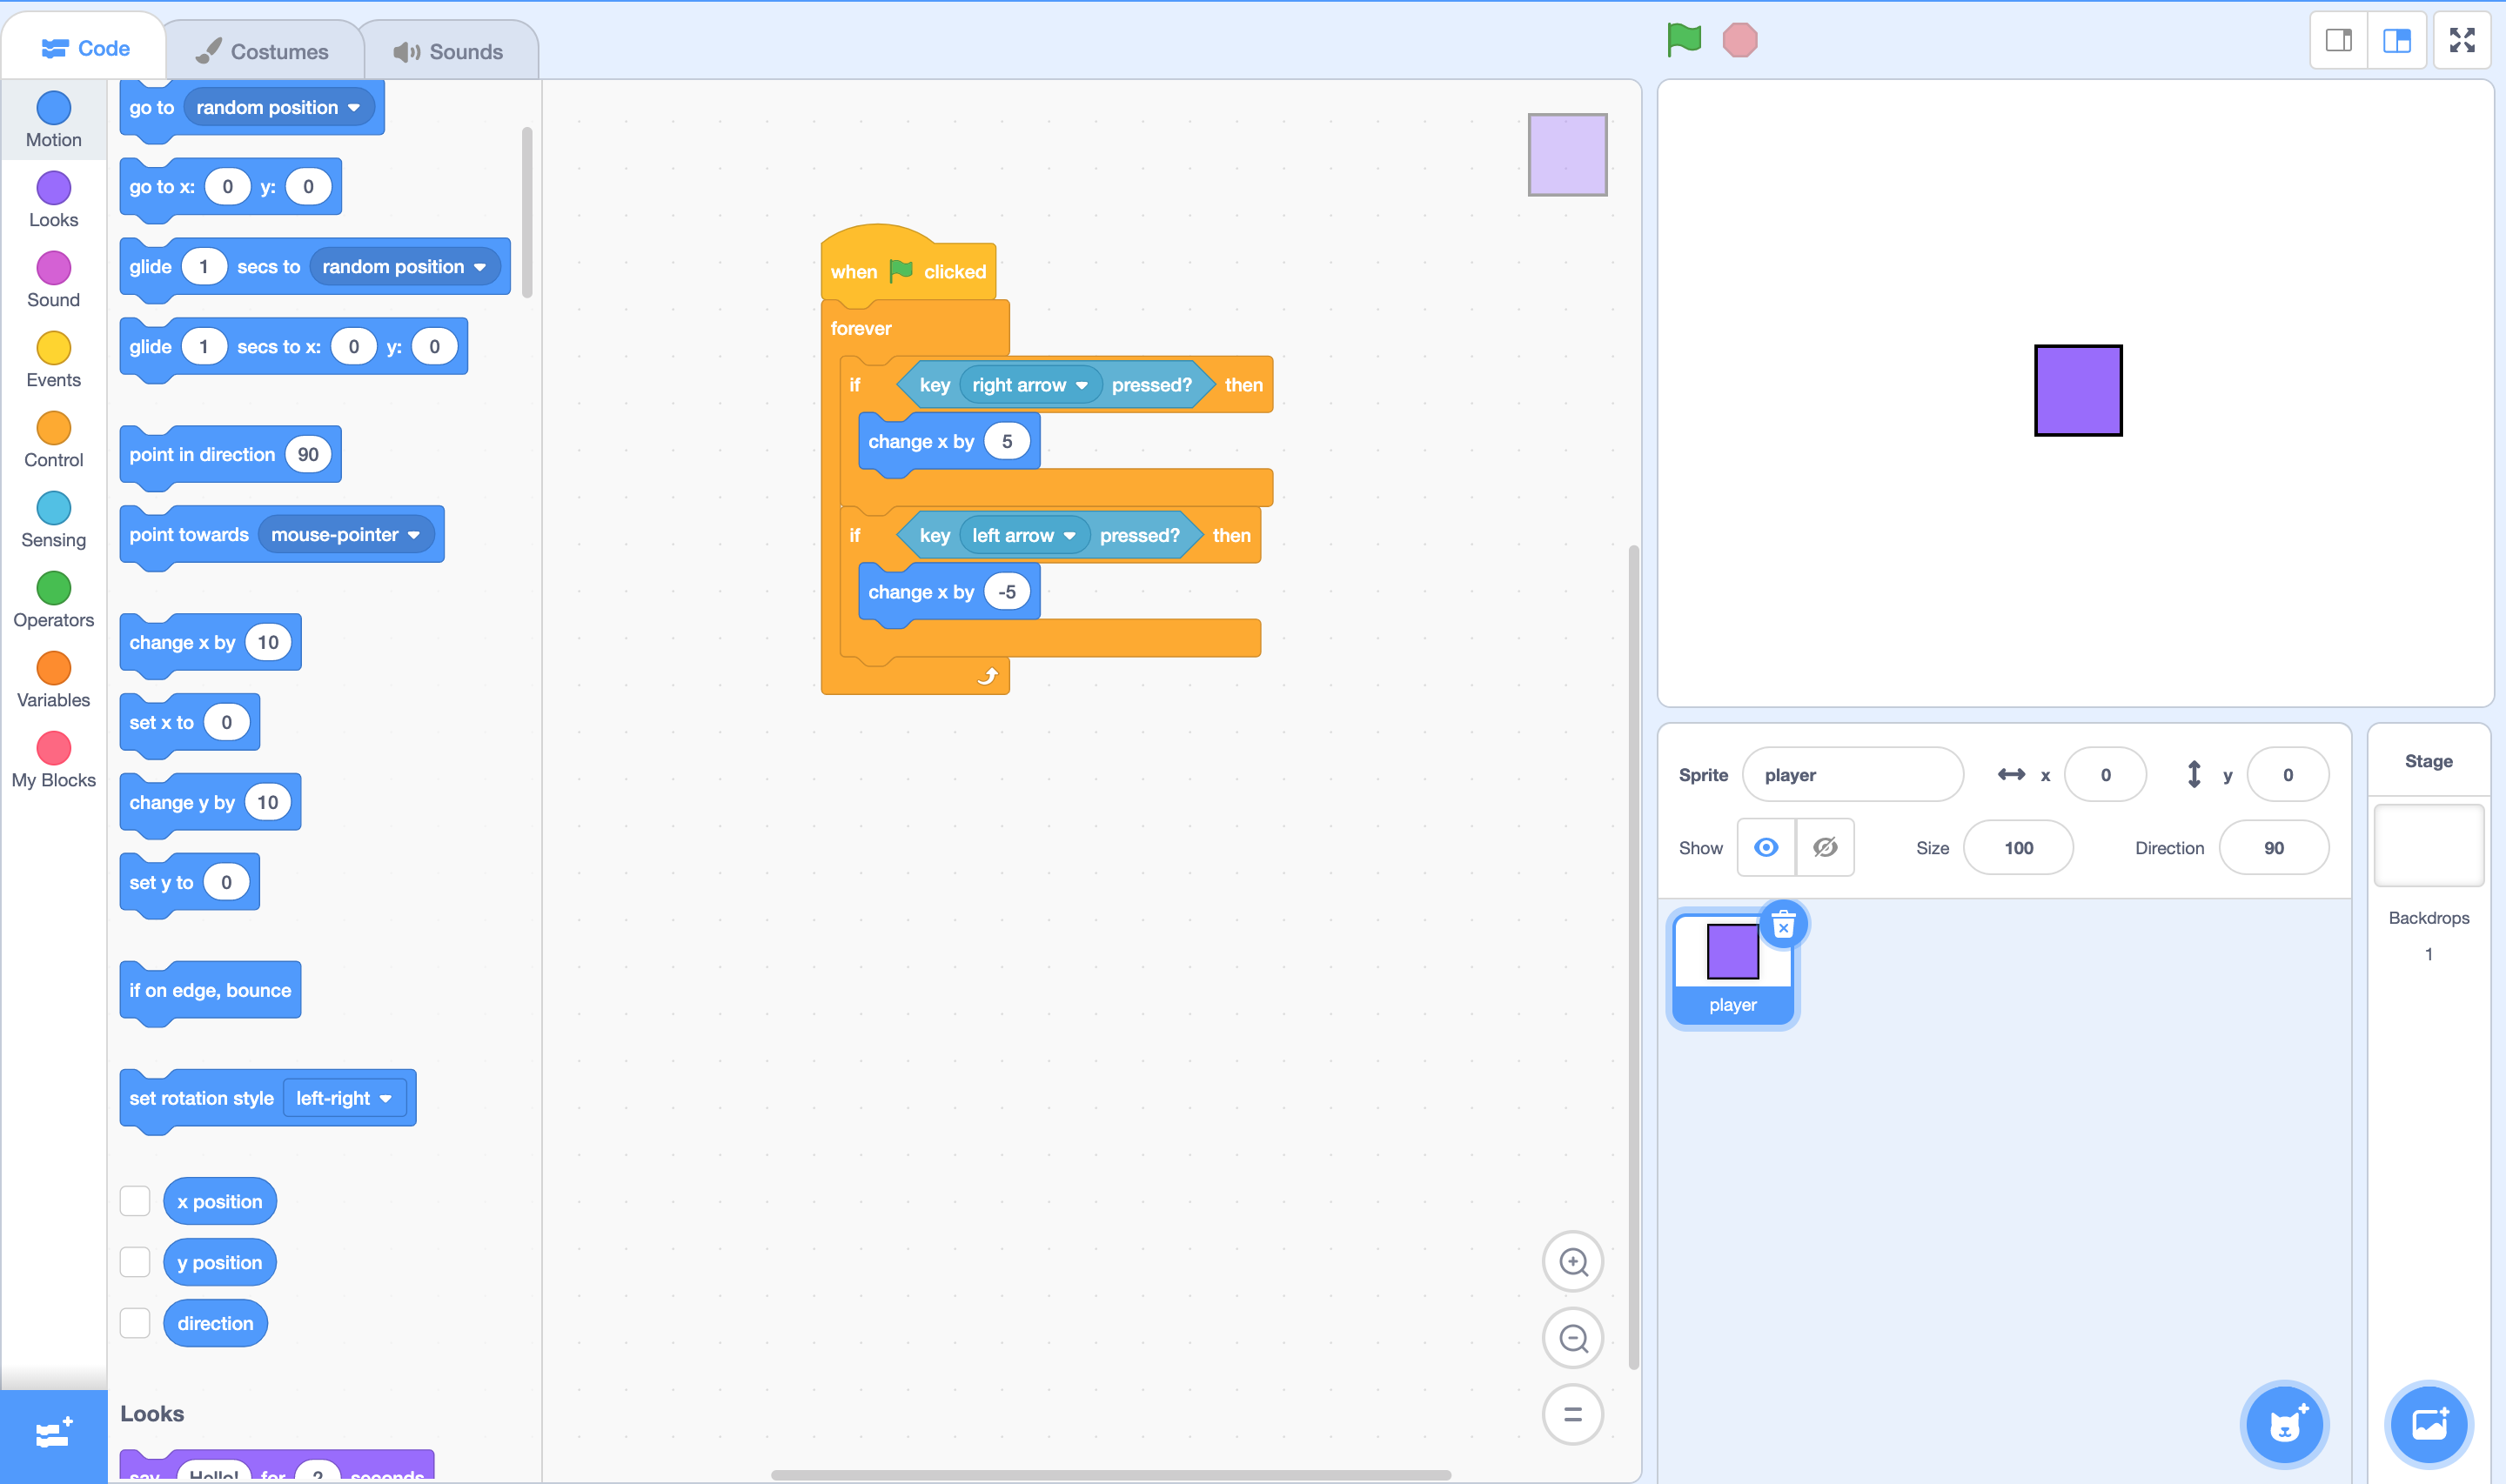 Code
Costumes
Sounds
Motion
Looks
Sound
Events
Control
Sensing
Operators
Variables
My Blocks
go to random position
go to x: 0 y: 0
glide 1 secs to random position
glide 1 secs to x: 0 y: 0
point in direction 90
point towards mouse-pointer
change x by 10
set x to 0
change y by 10
set y to 0
if on edge, bounce
set rotation style left-right
x position
y position
direction
Looks
say Hello! for 2 seconds
when clicked
forever
if key right arrow pressed? then
change x by 5
if key left arrow pressed? then
change x by -5
Sprite player x 0 y 0
Show Size 100 Direction 90
player
Stage
Backdrops
1